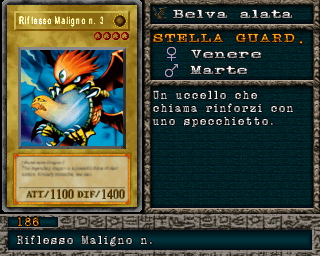 Riflesso Maligno n. 3
ATT/1100 DIF/1400
Belva alata
STELLA GUARD.
♀ Venere
♂ Marte
Un uccello che
chiama rinforzi con
uno specchietto.
186
Riflesso Maligno n.